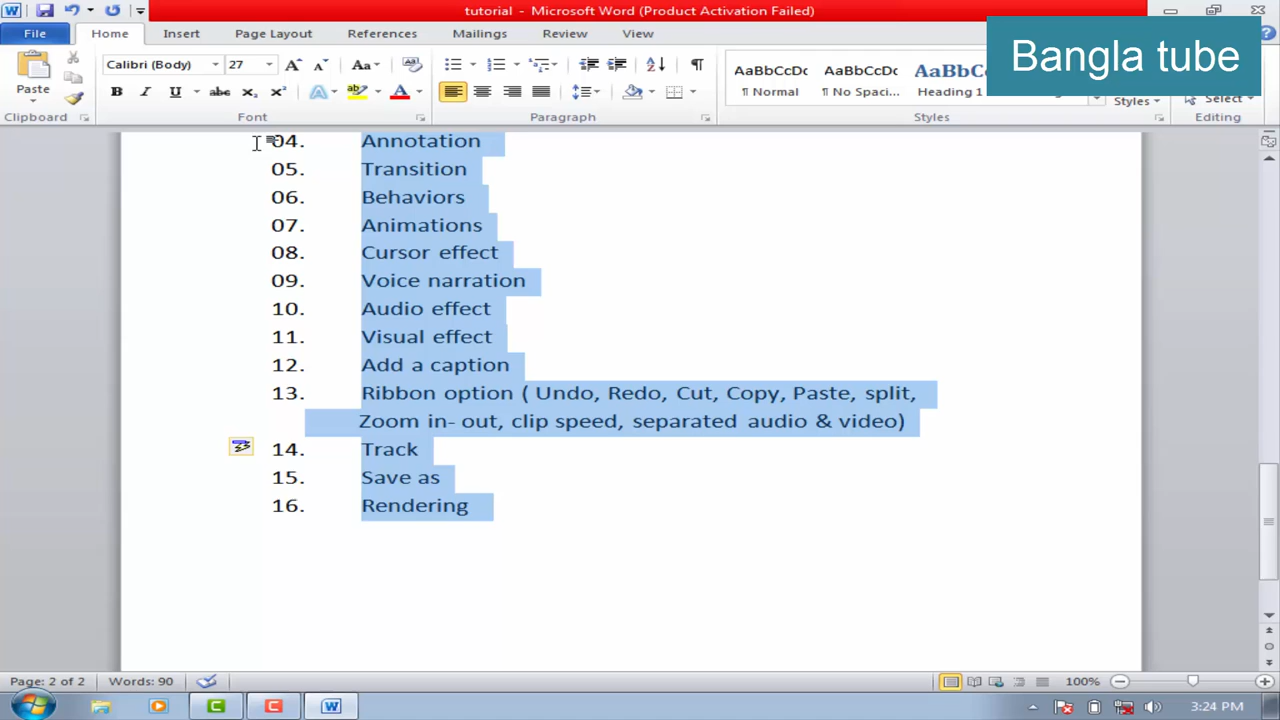 tutorial - Microsoft Word (Product Activation Failed)
File Home Insert Page Layout References Mailings Review View
Bangla tube
Calibri (Body) 27
Paste
AaBbCcDc AaBbCcDc AaBbC
¶ Normal ¶ No Spaci... Heading 1
Styles Select
Clipboard Font Paragraph Styles Editing
04. Annotation
05. Transition
06. Behaviors
07. Animations
08. Cursor effect
09. Voice narration
10. Audio effect
11. Visual effect
12. Add a caption
13. Ribbon option ( Undo, Redo, Cut, Copy, Paste, split,
Zoom in- out, clip speed, separated audio & video)
14. Track
15. Save as
16. Rendering
Page: 2 of 2 Words: 90 100%
3:24 PM